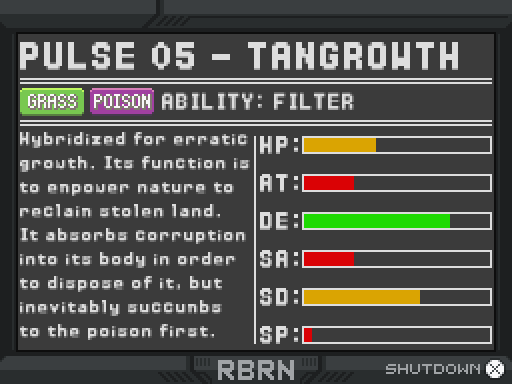 PULSE 05 - TANGROWTH
GRASS POISON ABILITY: FILTER
Hybridized for erratic
growth. Its function is
to empower nature to
reclaim stolen land.
It absorbs corruption
into its body in order
to dispose of it, but
inevitably succumbs
to the poison first.
HP:
AT:
DE:
SA:
SD:
SP:
RBRN
SHUTDOWN